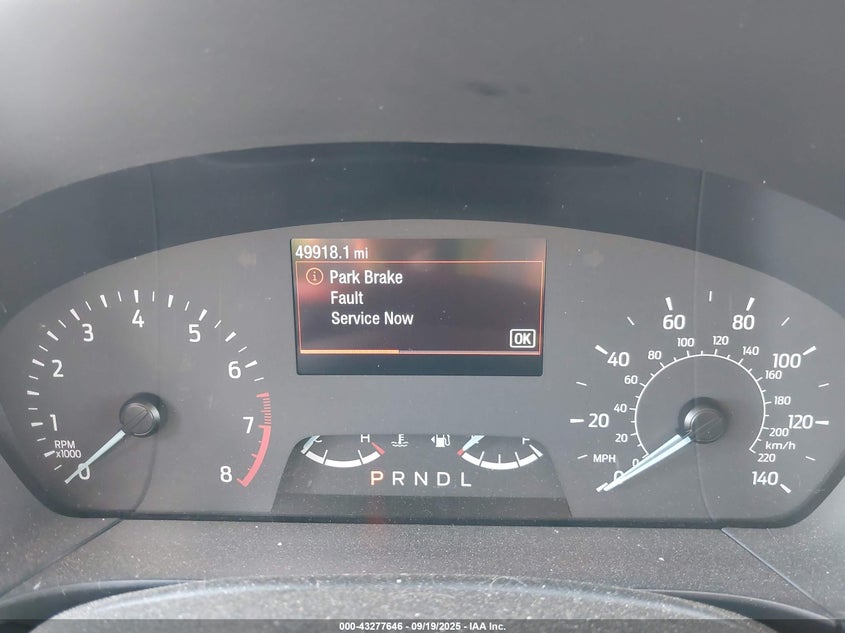 49918.1 mi
Park Brake
Fault
Service Now
OK
0
1
2
3
4
5
6
7
8
RPM
x1000
H
F
PRNDL
0
20
40
60
80
100
120
140
MPH
0
20
40
60
80
100
120
140
160
180
200
220
km/h
000-43277646 - 09/19/2025 - IAA Inc.